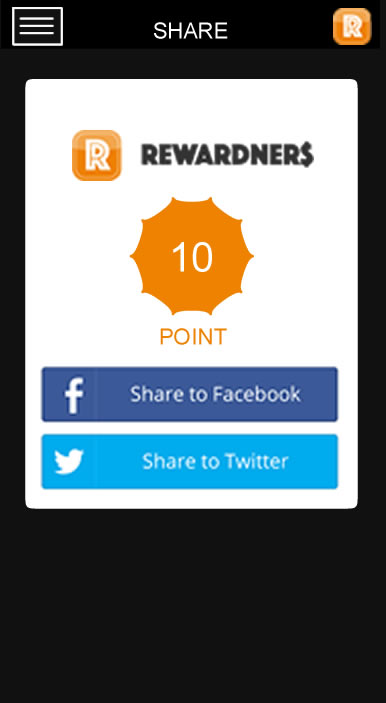 SHARE
R
R REWARDNER$
10
POINT
f Share to Facebook
Share to Twitter